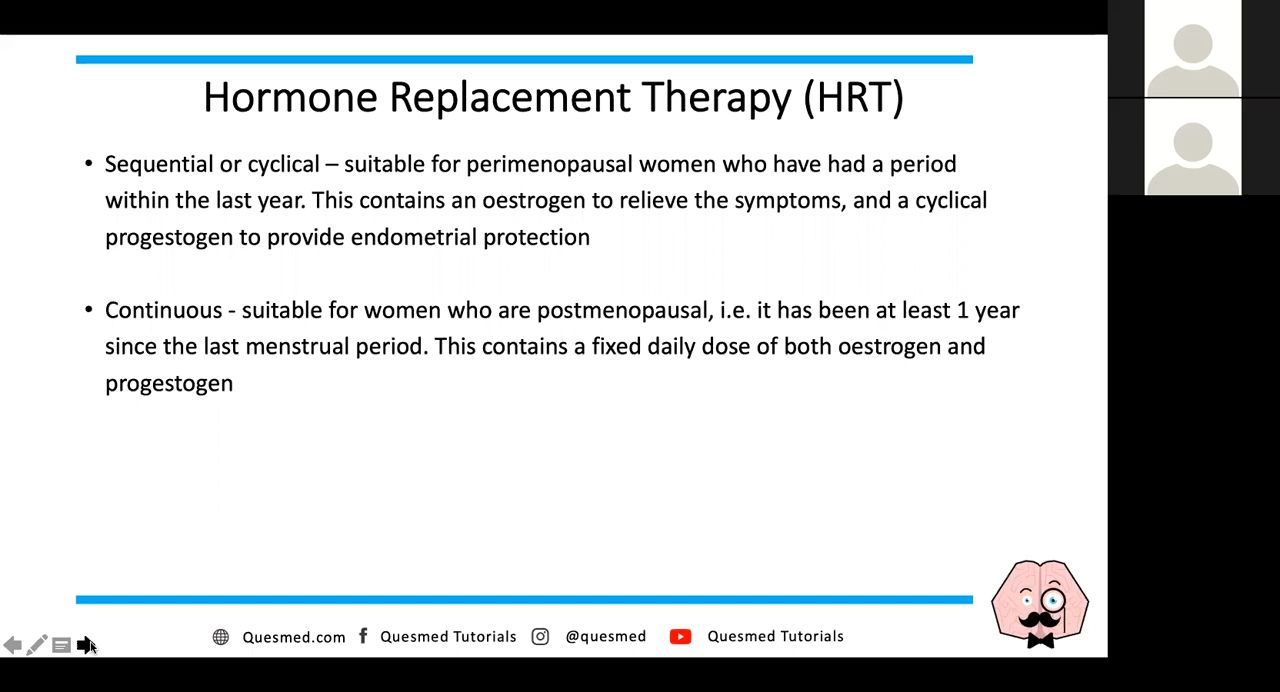 Hormone Replacement Therapy (HRT)
• Sequential or cyclical – suitable for perimenopausal women who have had a period
within the last year. This contains an oestrogen to relieve the symptoms, and a cyclical
progestogen to provide endometrial protection
• Continuous - suitable for women who are postmenopausal, i.e. it has been at least 1 year
since the last menstrual period. This contains a fixed daily dose of both oestrogen and
progestogen
Quesmed.com f Quesmed Tutorials @quesmed Quesmed Tutorials